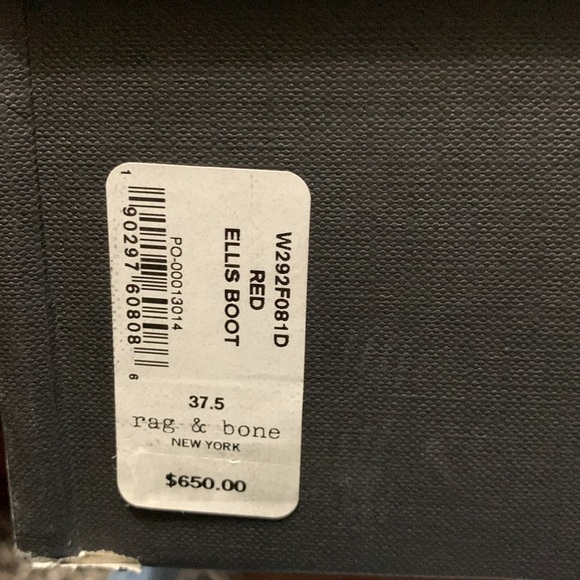 W292F081D
RED
ELLIS BOOT
PO-00013014
1 90297 60808 6
37.5
rag & bone
NEW YORK
$650.00